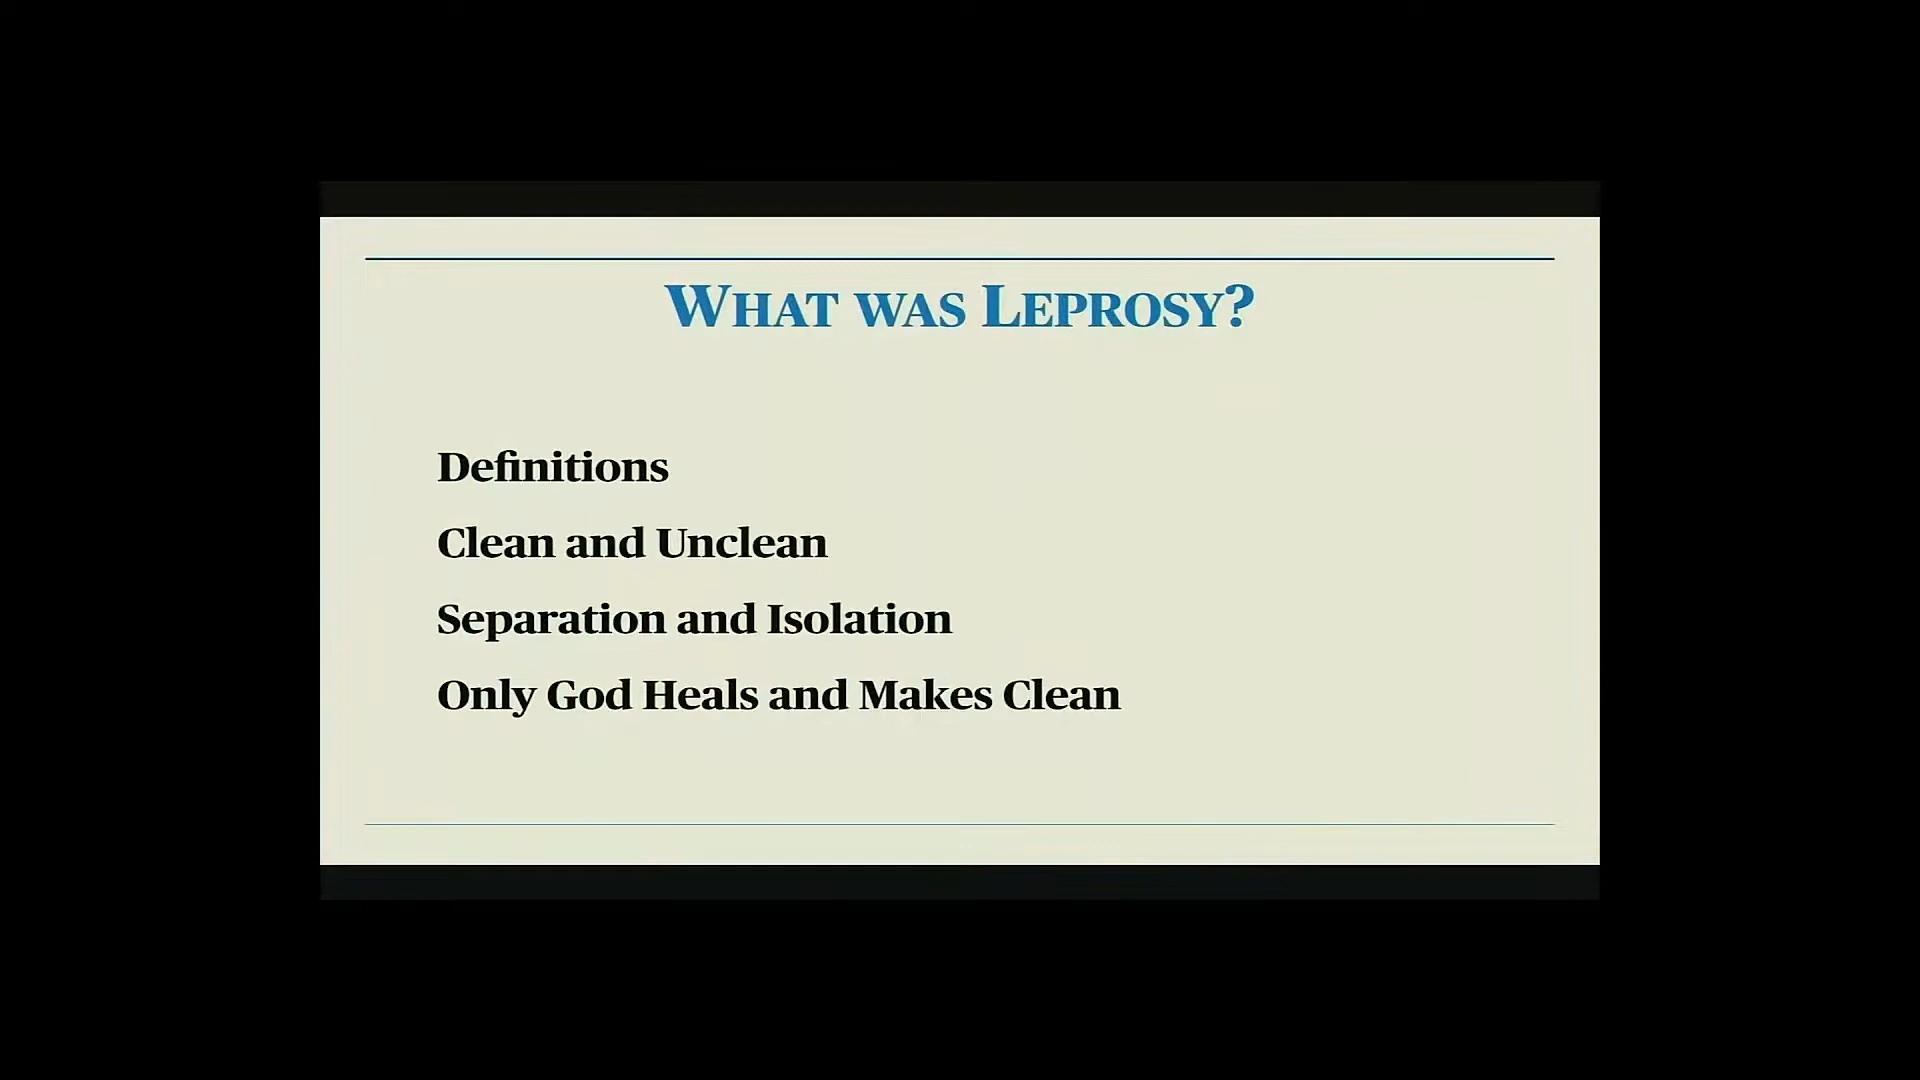 What was Leprosy?
Definitions
Clean and Unclean
Separation and Isolation
Only God Heals and Makes Clean